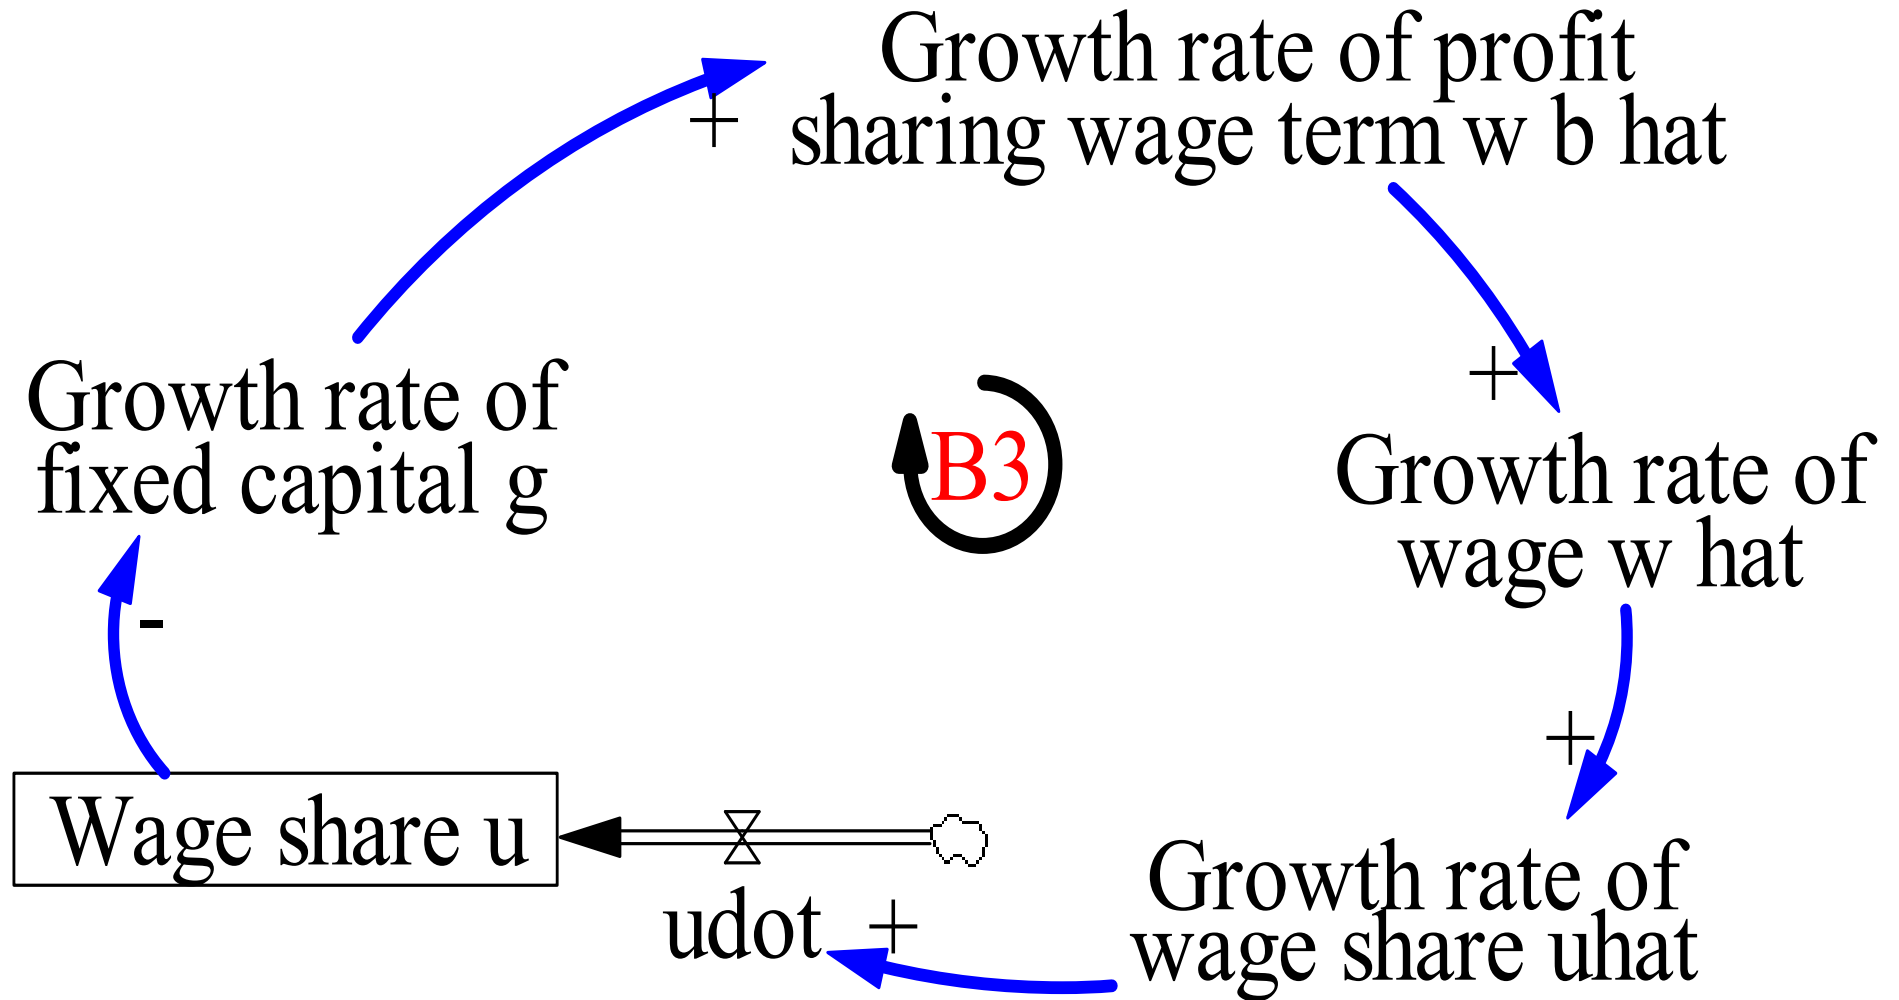 Growth rate of profit
sharing wage term w b hat
+
+
Growth rate of
fixed capital g
B3
Growth rate of
wage w hat
-
+
Wage share u
udot +
Growth rate of
wage share uhat